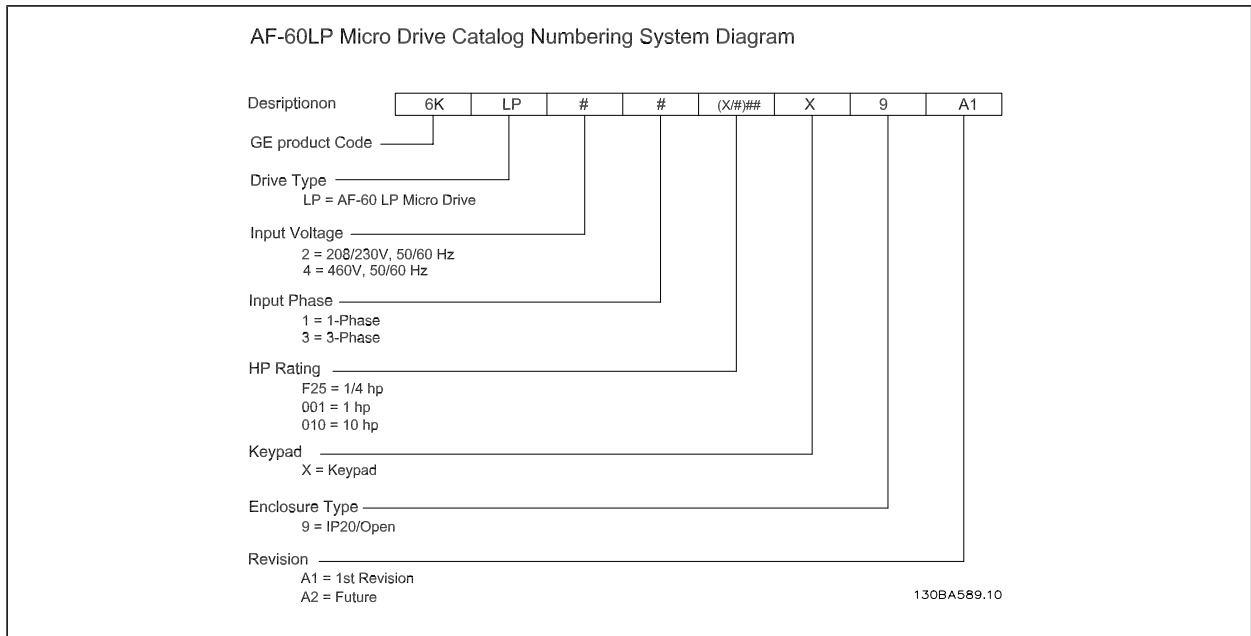 AF-60LP Micro Drive Catalog Numbering System Diagram
Desriptionon 6K LP # # (X/#)## X 9 A1
GE product Code
Drive Type
LP = AF-60 LP Micro Drive
Input Voltage
2 = 208/230V, 50/60 Hz
4 = 460V, 50/60 Hz
Input Phase
1 = 1-Phase
3 = 3-Phase
HP Rating
F25 = 1/4 hp
001 = 1 hp
010 = 10 hp
Keypad
X = Keypad
Enclosure Type
9 = IP20/Open
Revision
A1 = 1st Revision
A2 = Future
130BA589.10